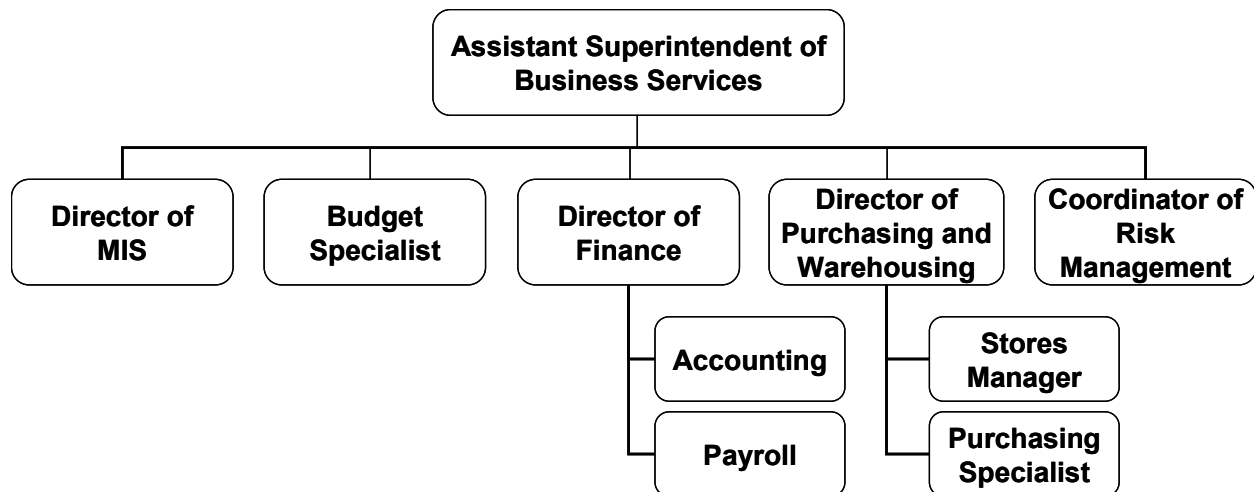 Assistant Superintendent of
Business Services
Director of
MIS
Budget
Specialist
Director of
Finance
Director of
Purchasing and
Warehousing
Coordinator of
Risk
Management
Accounting
Payroll
Stores
Manager
Purchasing
Specialist